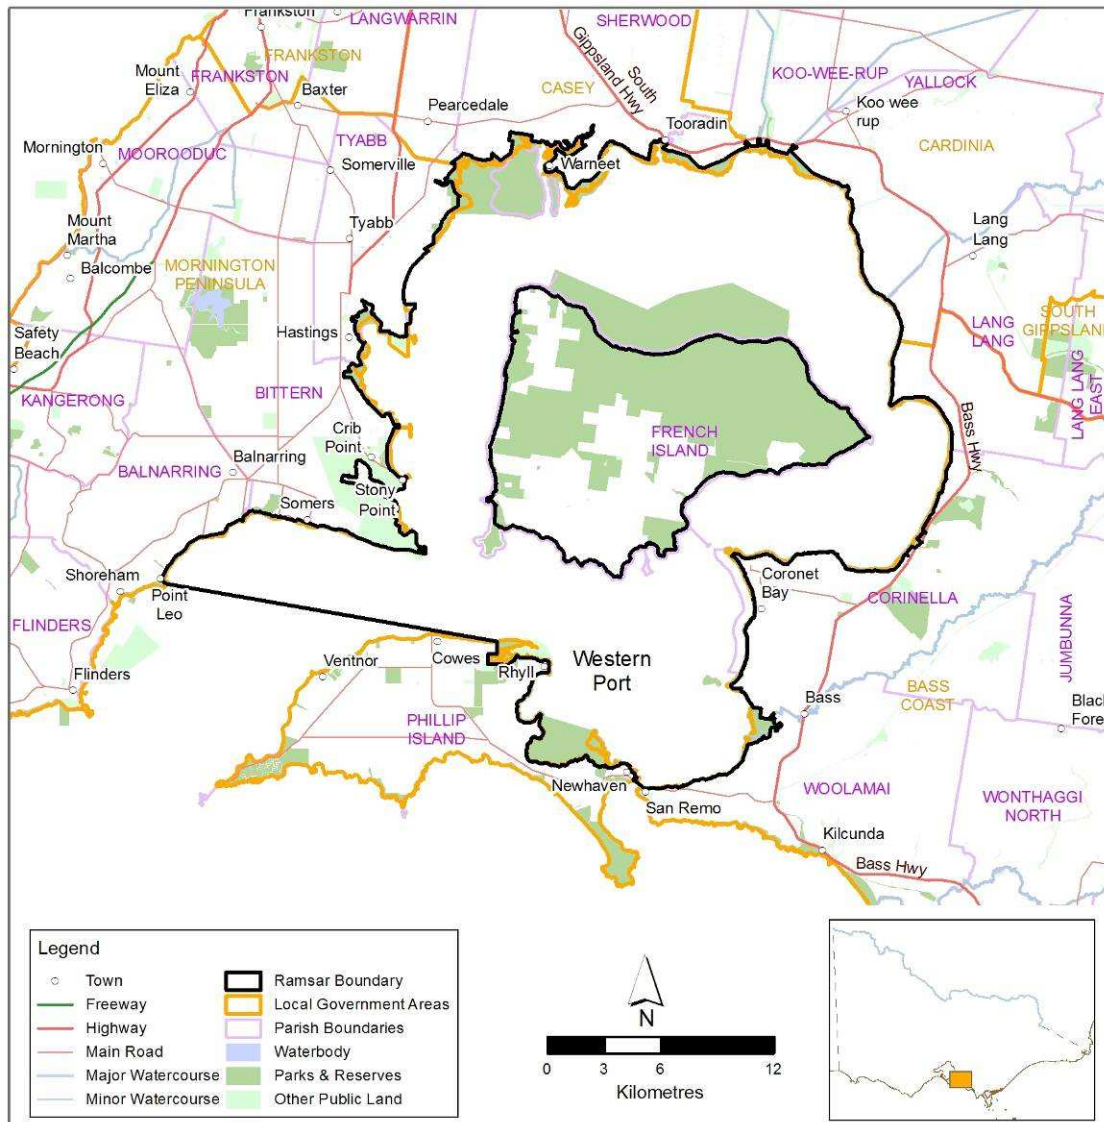 Frankston
LANGWARRIN
SHERWOOD
South
Gippsland Hwy
FRANKSTON
Mount
Eliza
FRANKSTON
KOO-WEE-RUP
YALLOCK
Baxter
CASEY
Pearcedale
Koo wee
rup
Tooradin
TYABB
CARDINIA
Mornington
MOOROODUC
Somerville
Warneet
Mount
Martha
Tyabb
Lang
Lang
Balcombe
MORNINGTON
PENINSULA
Safety
Beach
Hastings
LANG
LANG
SOUTH
GIPPSLAND
LANG LANG
EAST
KANGERONG
BITTERN
Bass Hwy
Crib
Point
FRENCH
ISLAND
BALNARRING
Balnarring
Stony
Point
Somers
Shoreham
Point
Leo
Coronet
Bay
CORINELLA
FLINDERS
JUMBUNNA
Cowes
Rhyll
Western
Port
Ventnor
Flinders
Bass
BASS
COAST
Black
Fore
PHILLIP
ISLAND
Newhaven
San Remo
WOOLAMAI
WONTHAGGI
NORTH
Kilcunda
Bass Hwy
Legend
Town
Freeway
Highway
Main Road
Major Watercourse
Minor Watercourse
Ramsar Boundary
Local Government Areas
Parish Boundaries
Waterbody
Parks & Reserves
Other Public Land
N
0 3 6 12
Kilometres